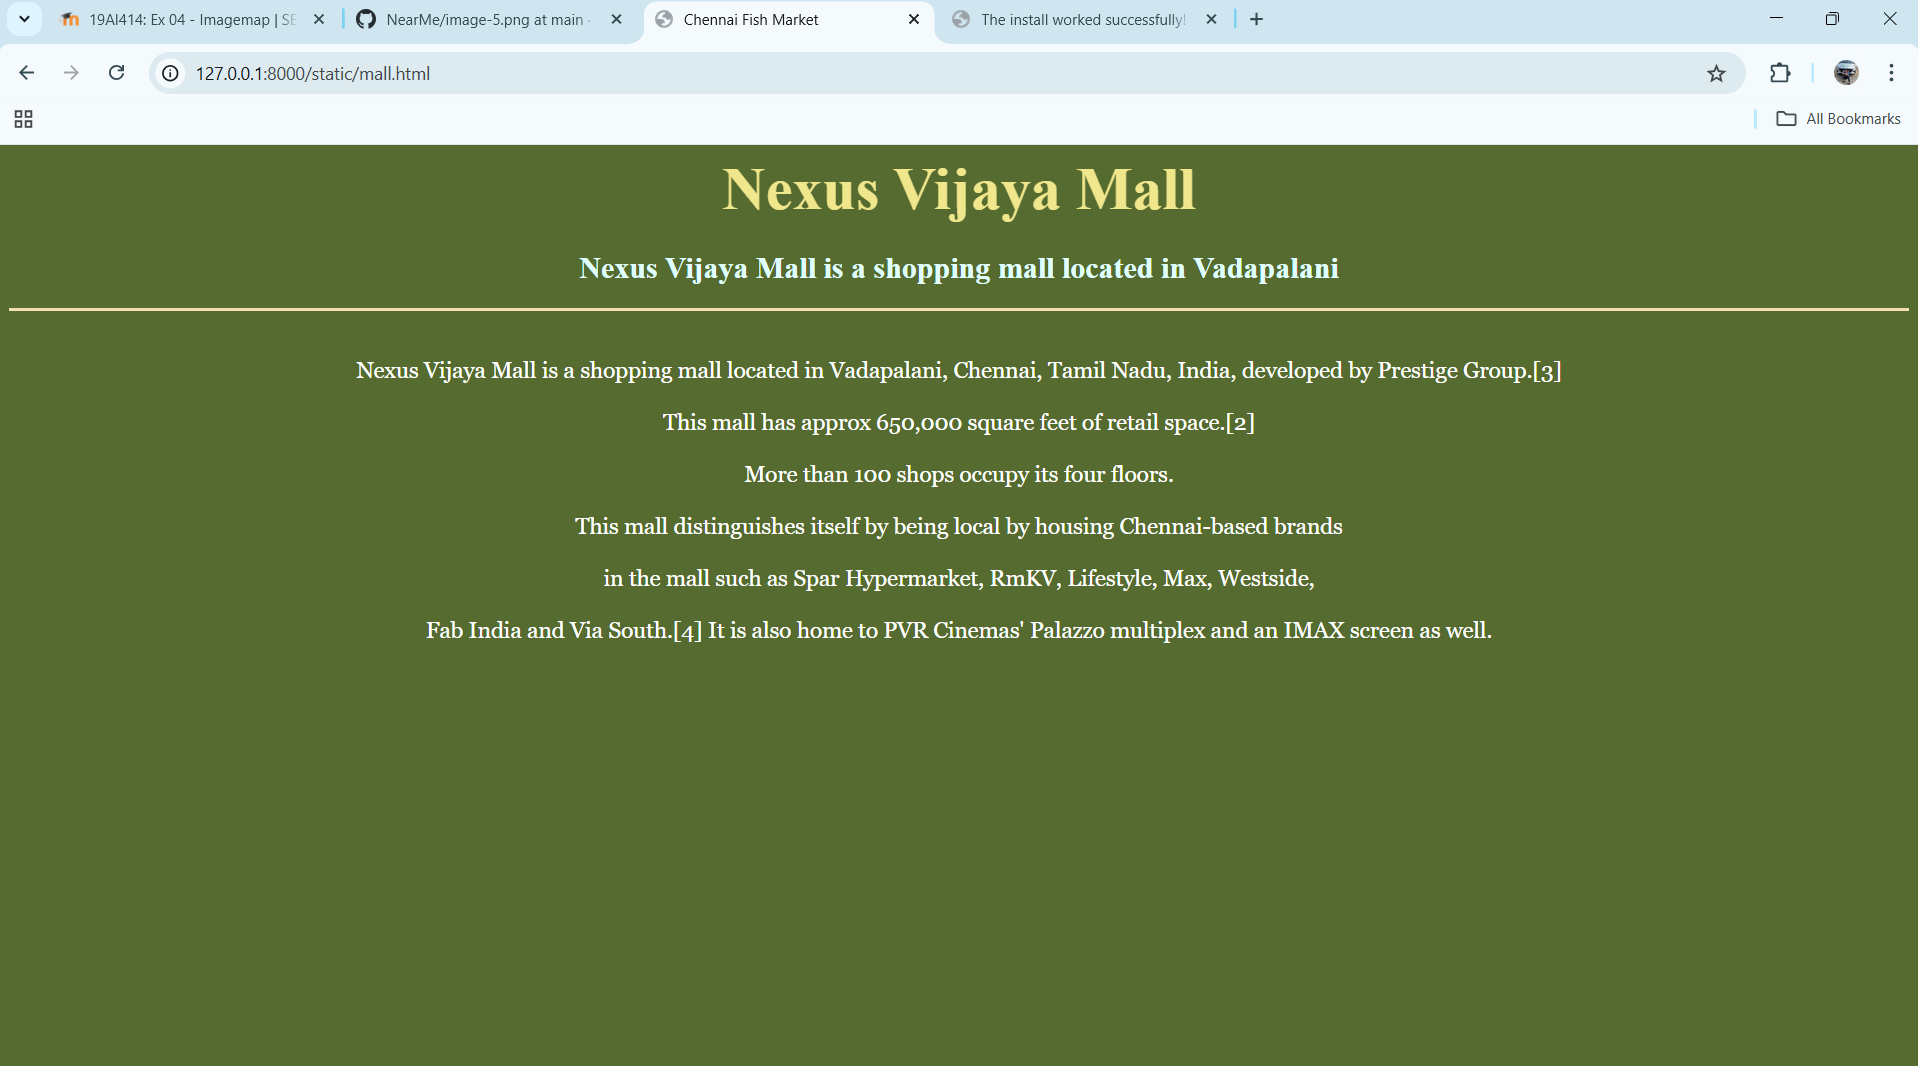 19AI414: Ex 04 - Imagemap | SE
NearMe/image-5.png at main ·
Chennai Fish Market
The install worked successfully!
127.0.0.1:8000/static/mall.html
All Bookmarks
Nexus Vijaya Mall
Nexus Vijaya Mall is a shopping mall located in Vadapalani
Nexus Vijaya Mall is a shopping mall located in Vadapalani, Chennai, Tamil Nadu, India, developed by Prestige Group.[3]
This mall has approx 650,000 square feet of retail space.[2]
More than 100 shops occupy its four floors.
This mall distinguishes itself by being local by housing Chennai-based brands
in the mall such as Spar Hypermarket, RmKV, Lifestyle, Max, Westside,
Fab India and Via South.[4] It is also home to PVR Cinemas' Palazzo multiplex and an IMAX screen as well.